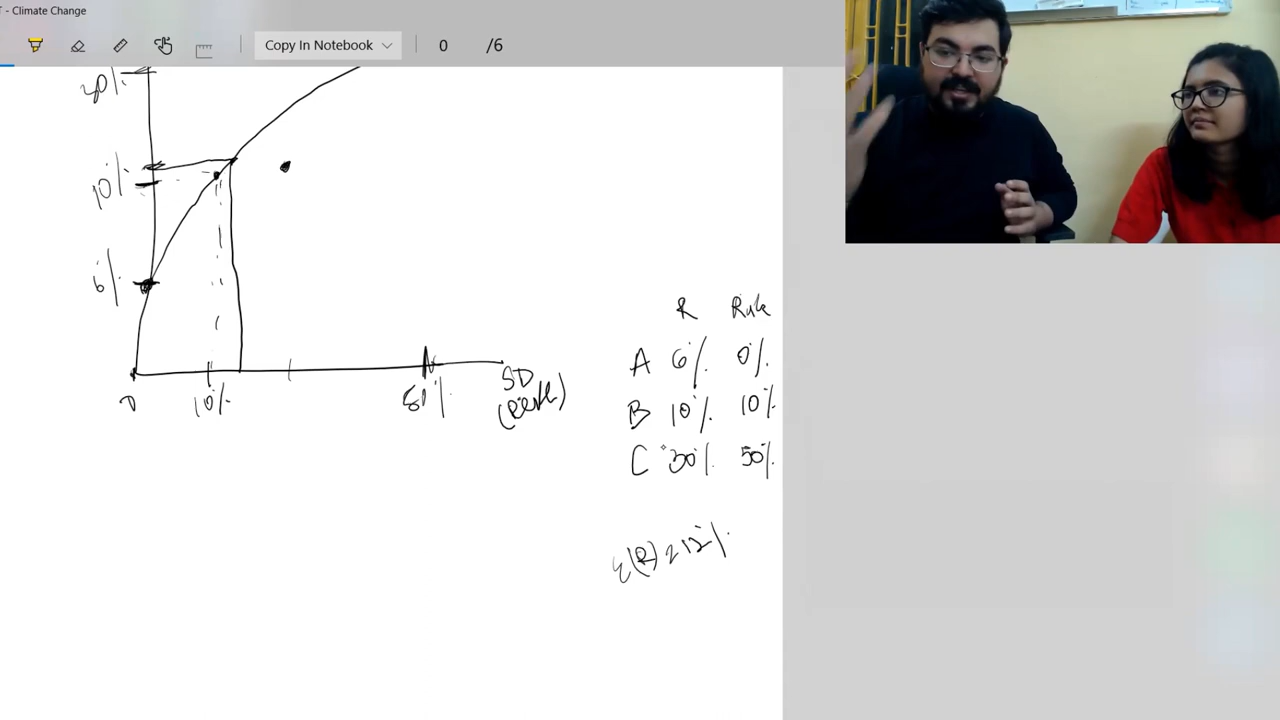 T - Climate Change
Copy In Notebook 0 /6
30%
10%
6%
0 10% 50% SD
(Risk)
R Risk
A 6% 0%
B 10% 10%
C 30% 50%
E(R) = 12%